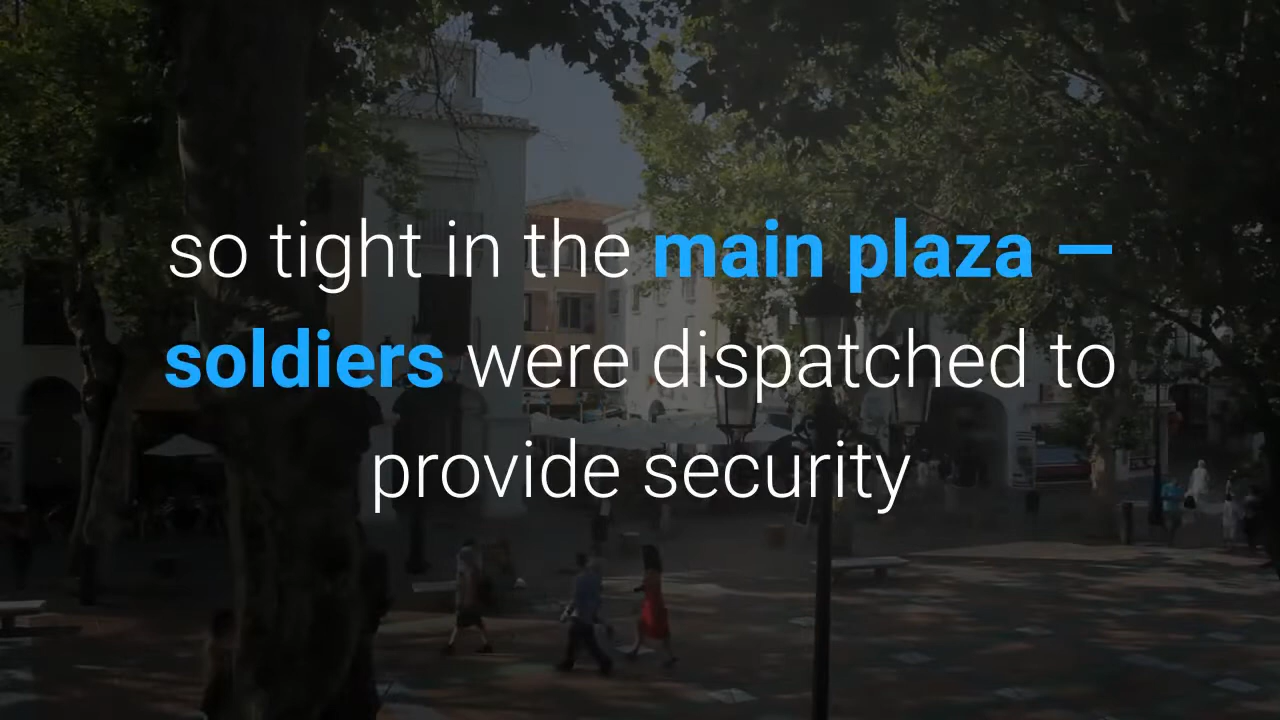 so tight in the main plaza —
soldiers were dispatched to
provide security